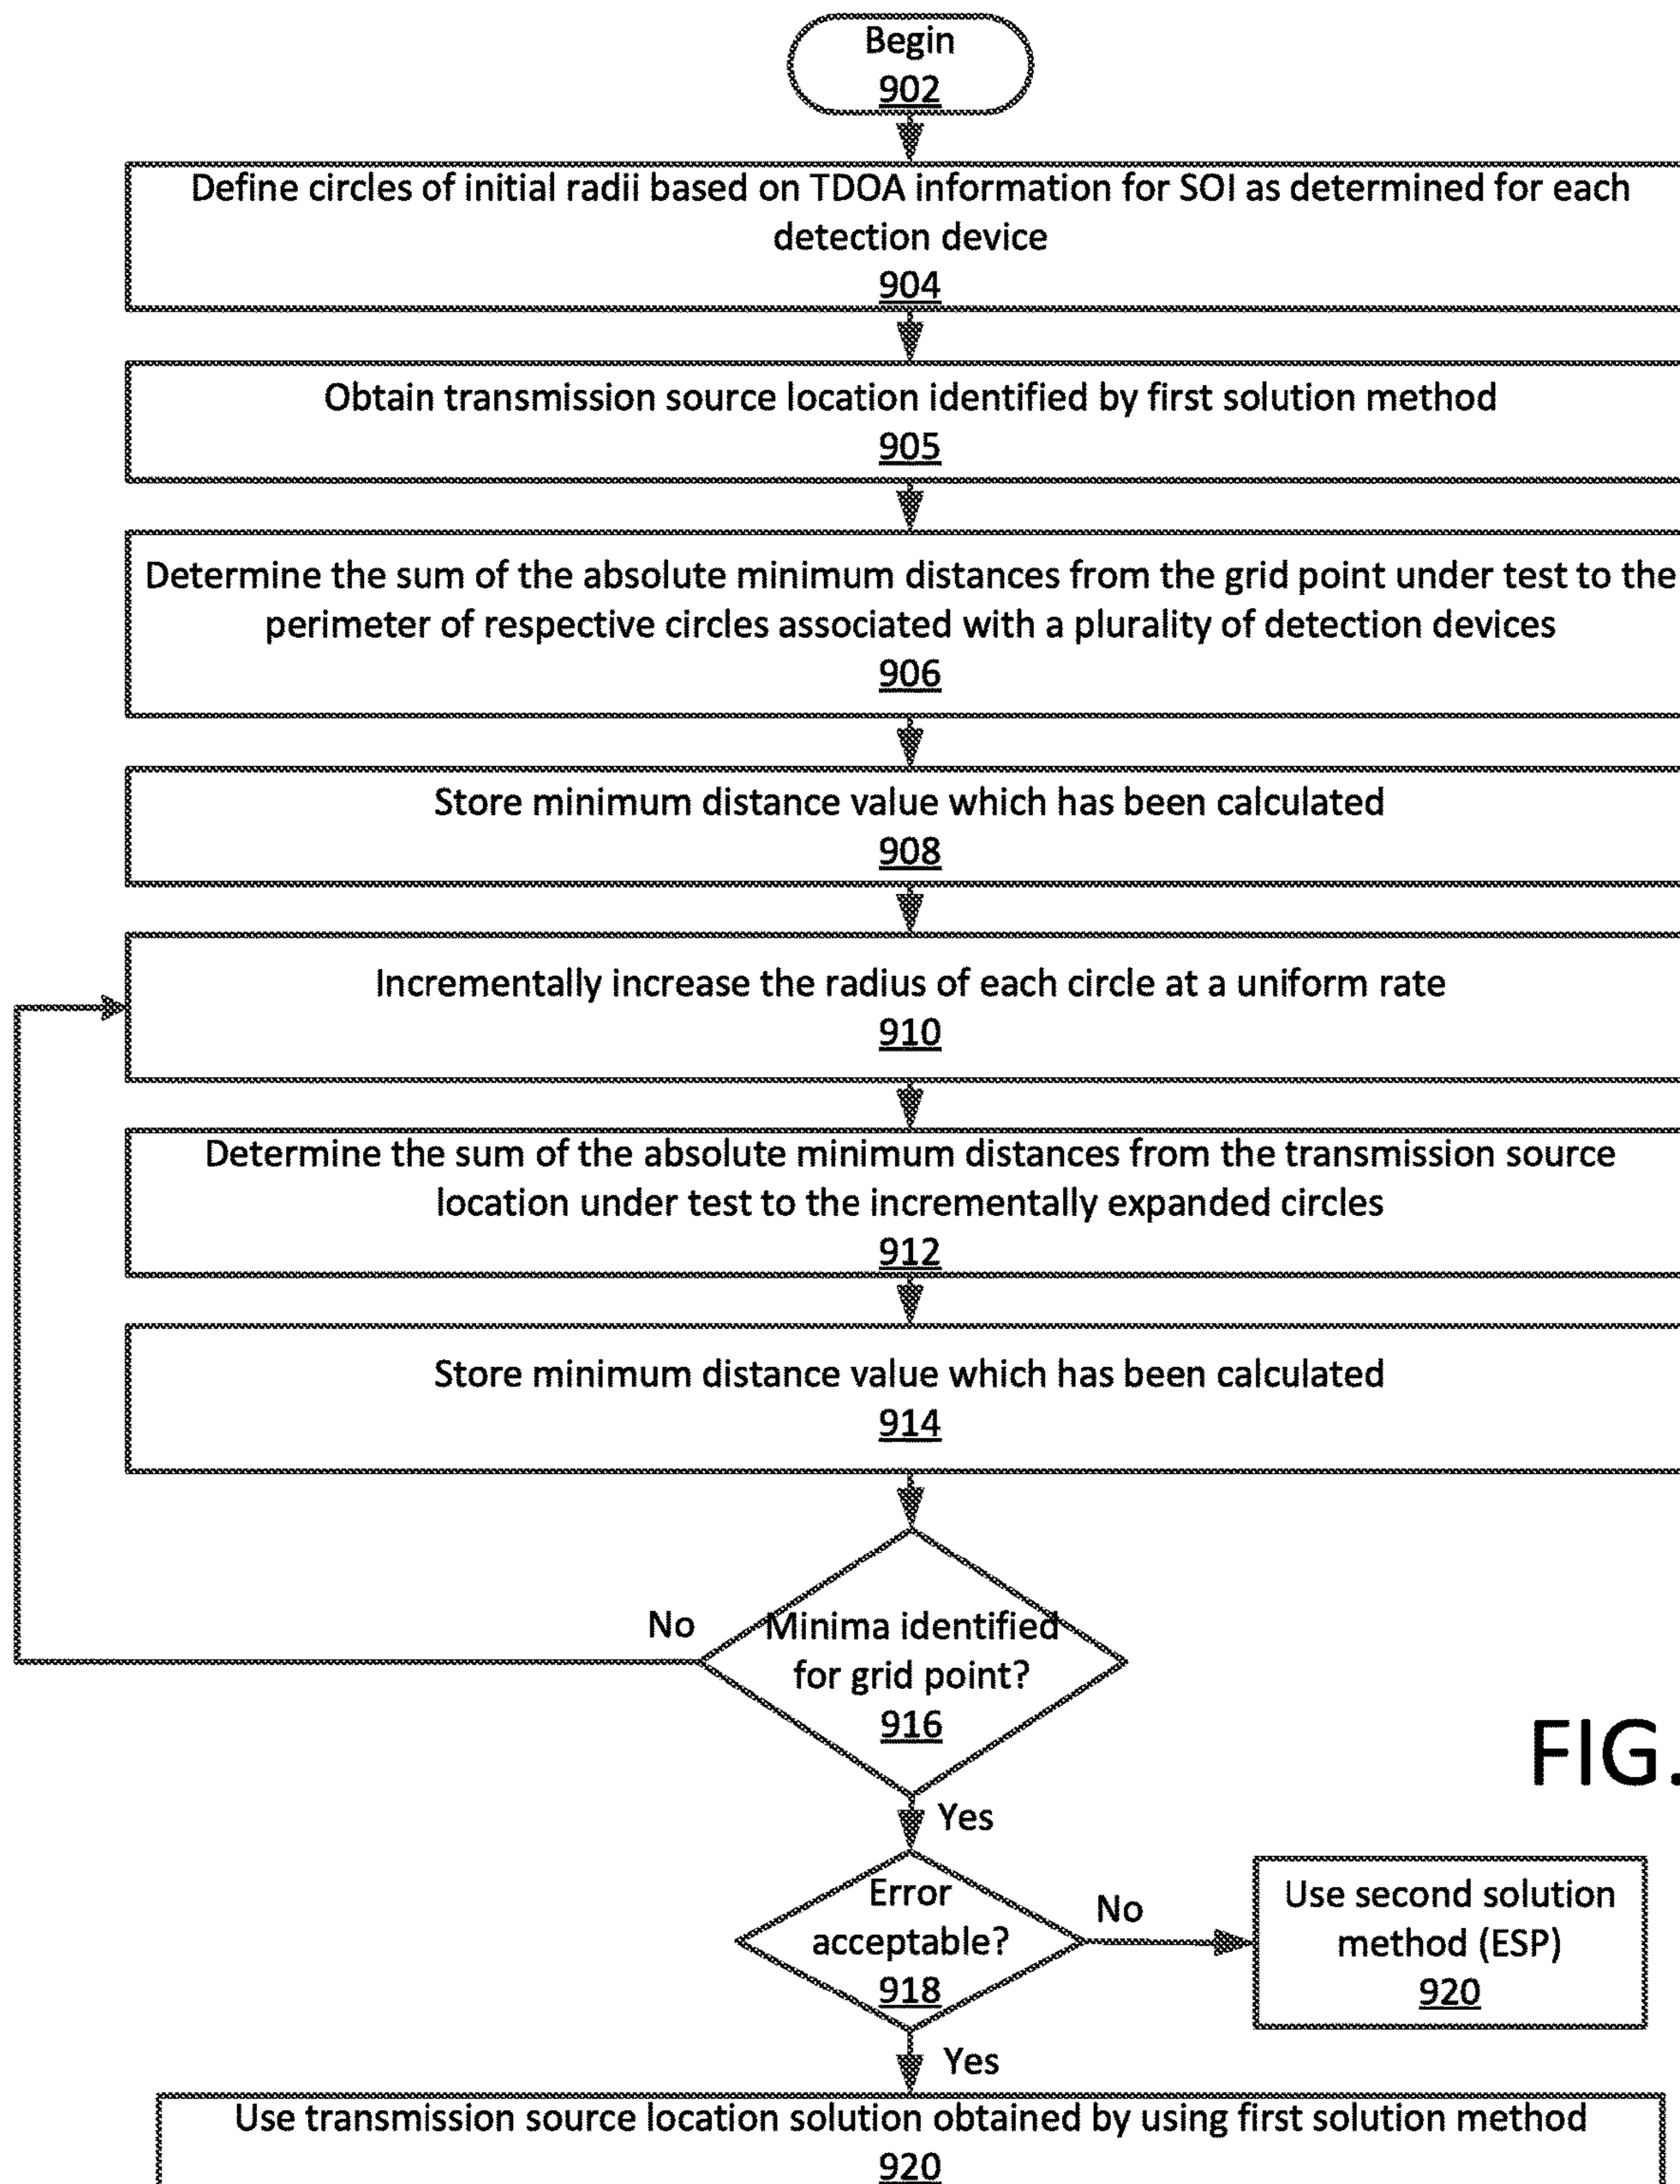 Begin
902
Define circles of initial radii based on TDOA information for SOI as determined for each
detection device
904
Obtain transmission source location identified by first solution method
905
Determine the sum of the absolute minimum distances from the grid point under test to the
perimeter of respective circles associated with a plurality of detection devices
906
Store minimum distance value which has been calculated
908
Incrementally increase the radius of each circle at a uniform rate
910
Determine the sum of the absolute minimum distances from the transmission source
location under test to the incrementally expanded circles
912
Store minimum distance value which has been calculated
914
No
Minima identified
for grid point?
916
FIG.
Yes
Error
acceptable?
918
No
Use second solution
method (ESP)
920
Yes
Use transmission source location solution obtained by using first solution method
920